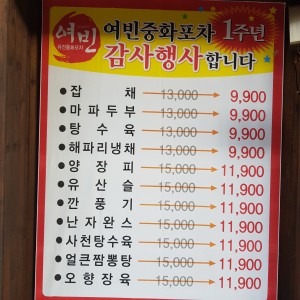 여빈
여빈중화포차 1주년
감사행사합니다
잡채 13,000 → 9,900
마파두부 13,000 → 9,900
탕수육 13,000 → 9,900
해파리냉채 13,000 → 9,900
양장피 15,000 → 11,900
유산슬 15,000 → 11,900
깐풍기 15,000 → 11,900
난자완스 15,000 → 11,900
사천탕수육 15,000 → 11,900
얼큰짬뽕탕 15,000 → 11,900
오향장육 15,000 → 11,900